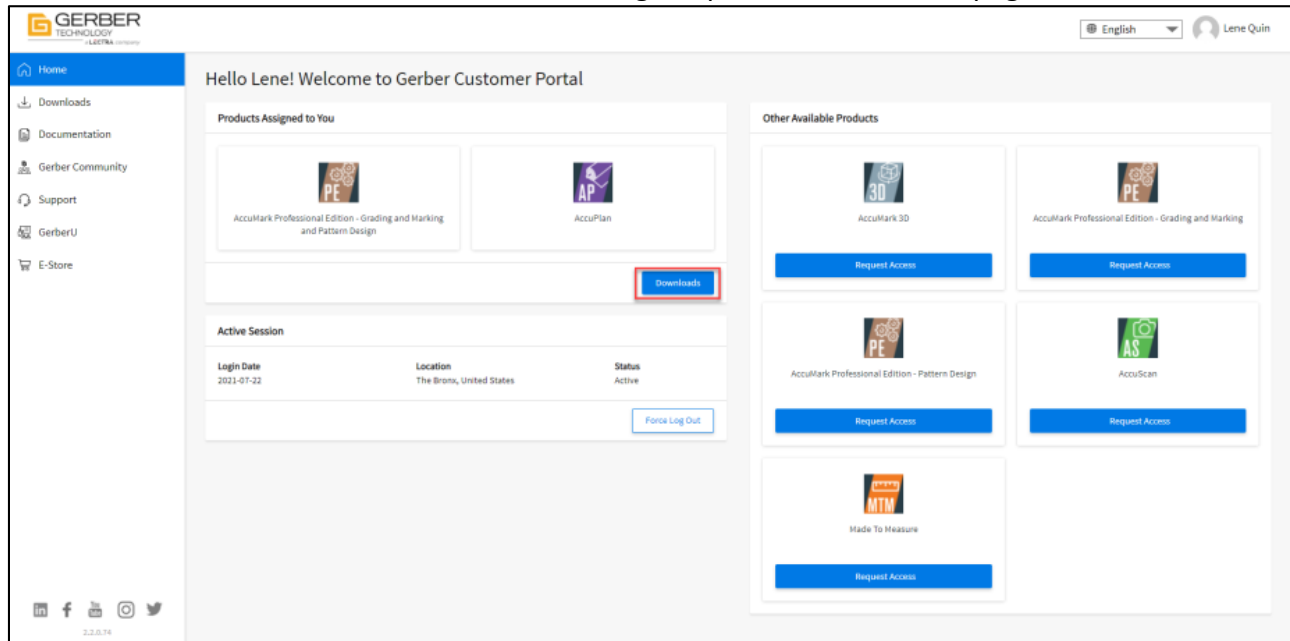 GERBER
TECHNOLOGY
a LECTRA company
English
Lene Quin
Home
Downloads
Documentation
Gerber Community
Support
GerberU
E-Store
Hello Lene! Welcome to Gerber Customer Portal
Products Assigned to You
PE
AccuMark Professional Edition - Grading and Marking
and Pattern Design
AP
AccuPlan
Downloads
Active Session
Login Date
2021-07-22
Location
The Bronx, United States
Status
Active
Force Log Out
Other Available Products
3D
AccuMark 3D
Request Access
PE
AccuMark Professional Edition - Grading and Marking
Request Access
PE
AccuMark Professional Edition - Pattern Design
Request Access
AS
AccuScan
Request Access
MTM
Made To Measure
Request Access
in
f
You
2.2.0.74